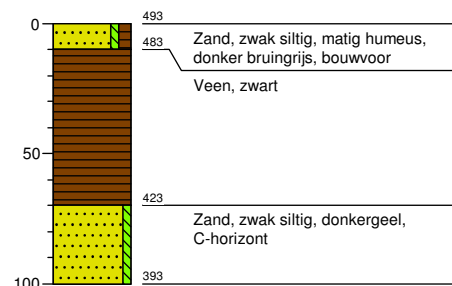 0
493
Zand, zwak siltig, matig humeus,
donker bruingrijs, bouwvoor
483
Veen, zwart
50
423
Zand, zwak siltig, donkergeel,
C-horizont
100
393